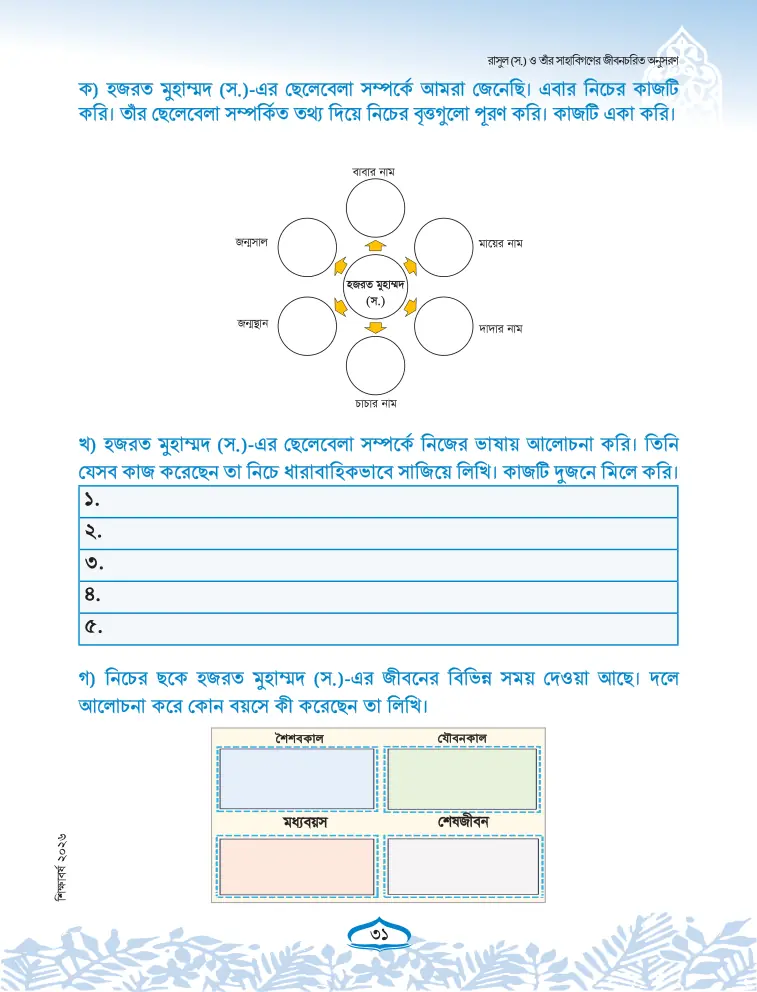 রাসুল (স.) ও তাঁর সাহাবিগণের জীবনচরিত অনুসরণ
ক) হজরত মুহাম্মদ (স.)-এর ছেলেবেলা সম্পর্কে আমরা জেনেছি। এবার নিচের কাজটি
করি। তাঁর ছেলেবেলা সম্পর্কিত তথ্য দিয়ে নিচের বৃত্তগুলো পূরণ করি। কাজটি একা করি।
বাবার নাম
জন্মসাল
মায়ের নাম
হজরত মুহাম্মদ
(স.)
জন্মস্থান
দাদার নাম
চাচার নাম
খ) হজরত মুহাম্মদ (স.)-এর ছেলেবেলা সম্পর্কে নিজের ভাষায় আলোচনা করি। তিনি
যেসব কাজ করেছেন তা নিচে ধারাবাহিকভাবে সাজিয়ে লিখি। কাজটি দুজনে মিলে করি।
১.
২.
৩.
৪.
৫.
গ) নিচের ছকে হজরত মুহাম্মদ (স.)-এর জীবনের বিভিন্ন সময় দেওয়া আছে। দলে
আলোচনা করে কোন বয়সে কী করেছেন তা লিখি।
শৈশবকাল
যৌবনকাল
মধ্যবয়স
শেষজীবন
শিক্ষাবর্ষ ২০২৬
৩১